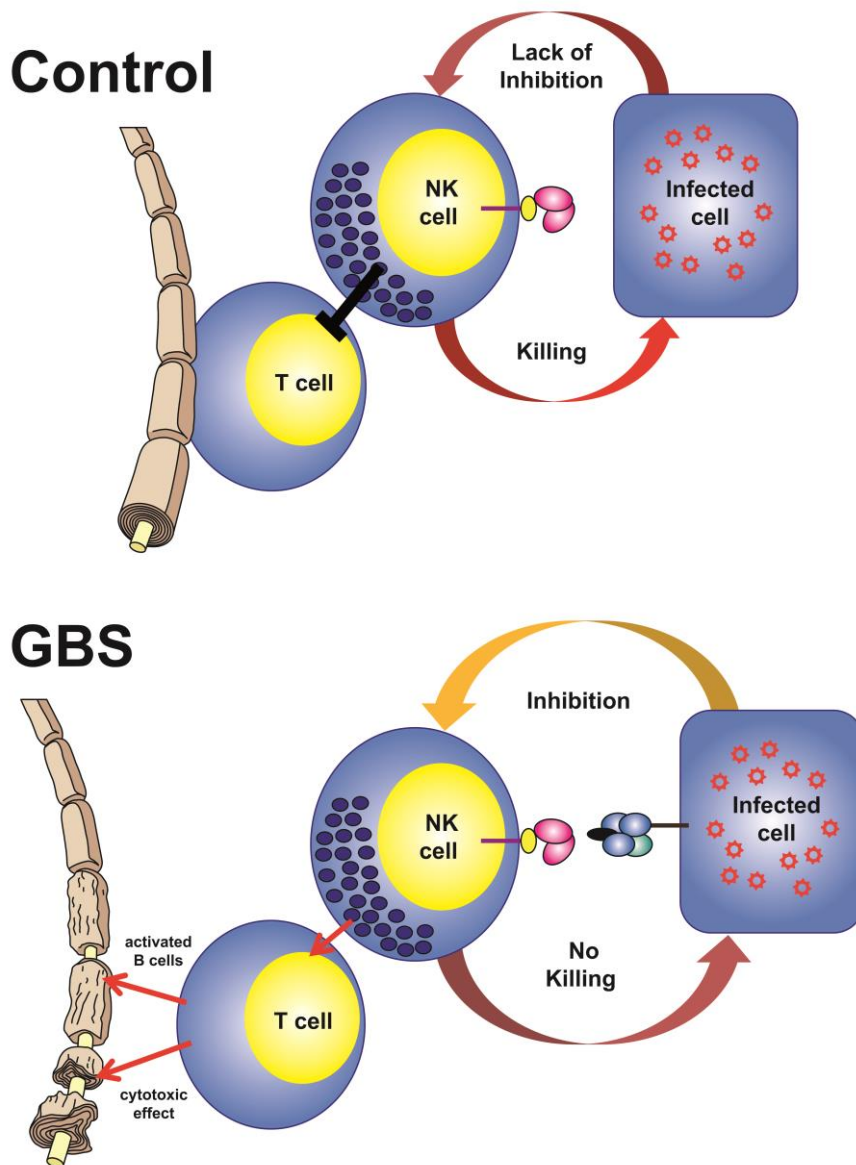 Control
Lack of
Inhibition
NK
cell
Infected
cell
Killing
T cell
GBS
Inhibition
NK
cell
Infected
cell
activated
B cells
No
Killing
T cell
cytotoxic
effect